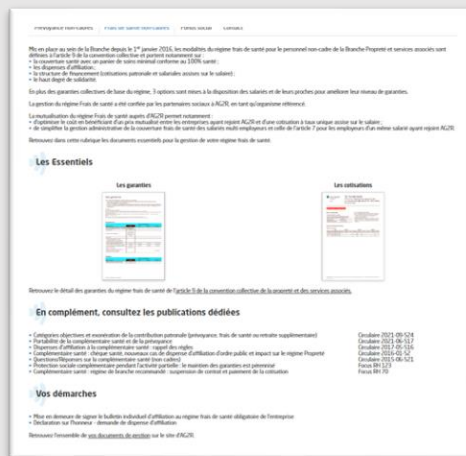 Prévoyance non-cadres Frais de santé non-cadres Fonds social Contact
Mis en place au sein de la Branche depuis le 1er janvier 2016, les modalités du régime frais de santé pour le personnel non-cadre de la Branche Propreté et services associés sont
définies à l'article 9 de la convention collective et portent notamment sur :
• la couverture santé avec un panier de soins minimal conforme au 100% santé ;
• les dispenses d'affiliation ;
• la structure de financement (cotisations patronale et salariales assises sur le salaire) ;
• le haut degré de solidarité.
En plus des garanties collectives de base du régime, 3 options sont mises à la disposition des salariés et de leurs proches pour améliorer leur niveau de garanties.
La gestion du régime Frais de santé a été confiée par les partenaires sociaux à AG2R, en tant qu'organisme référencé.
La mutualisation du régime Frais de santé auprès d'AG2R permet notamment :
• d'optimiser le coût en bénéficiant d'un prix mutualisé entre les entreprises ayant rejoint AG2R et d'une cotisation à taux unique assise sur le salaire ;
• de simplifier la gestion administrative de la couverture frais de santé des salariés multi-employeurs et celle de l'article 7 pour les employeurs d'un même salarié ayant rejoint AG2R.
Retrouvez dans cette rubrique les documents essentiels pour la gestion de votre régime frais de santé.
Les Essentiels
Les garanties Les cotisations
Retrouvez le détail des garanties du régime frais de santé de l'article 9 de la convention collective de la propreté et des services associés.
En complément, consultez les publications dédiées
• Catégories objectives et exonération de la contribution patronale (prévoyance, frais de santé ou retraite supplémentaire) Circulaire 2021-09-524
• Portabilité de la complémentaire santé et de la prévoyance Circulaire 2021-06-517
• Dispenses d'affiliation à la complémentaire santé : rappel des règles Circulaire 2017-05-516
• Complémentaire santé : chèque santé, nouveaux cas de dispense d'affiliation d'ordre public et impact sur le régime Propreté Circulaire 2016-01-52
• Questions/Réponses sur la complémentaire santé (non cadres) Circulaire 2015-06-521
• Protection sociale complémentaire pendant l'activité partielle : le maintien des garanties est pérennisé Focus RH 123
• Complémentaire santé - régime de branche recommandé : suspension de contrat et paiement de la cotisation Focus RH 70
Vos démarches
• Mise en demeure de signer le bulletin individuel d'affiliation au régime frais de santé obligatoire de l'entreprise
• Déclaration sur l'honneur - demande de dispense d'affiliation
Retrouvez l'ensemble de vos documents de gestion sur le site d'AG2R.